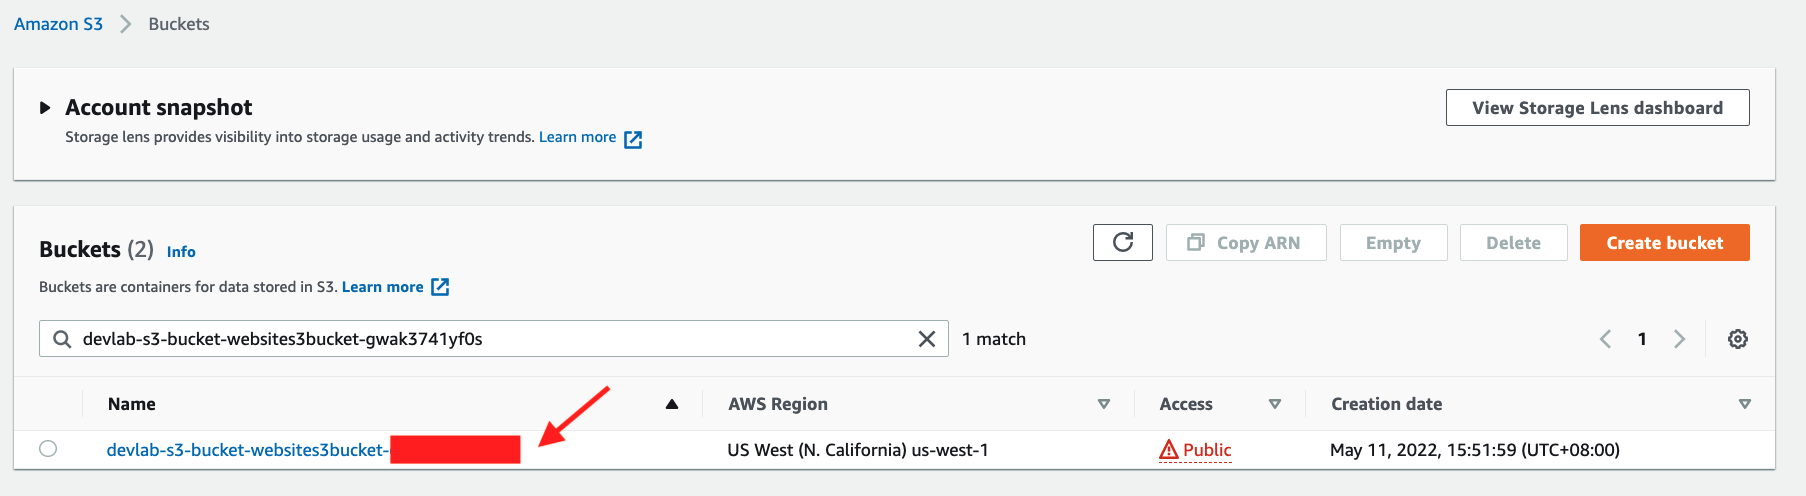 Amazon S3 > Buckets
Account snapshot
View Storage Lens dashboard
Storage lens provides visibility into storage usage and activity trends. Learn more
Buckets (2) Info
Copy ARN
Empty
Delete
Create bucket
Buckets are containers for data stored in S3. Learn more
devlab-s3-bucket-websites3bucket-gwak3741yf0s
1 match
1
Name
AWS Region
Access
Creation date
devlab-s3-bucket-websites3bucket-
US West (N. California) us-west-1
Public
May 11, 2022, 15:51:59 (UTC+08:00)